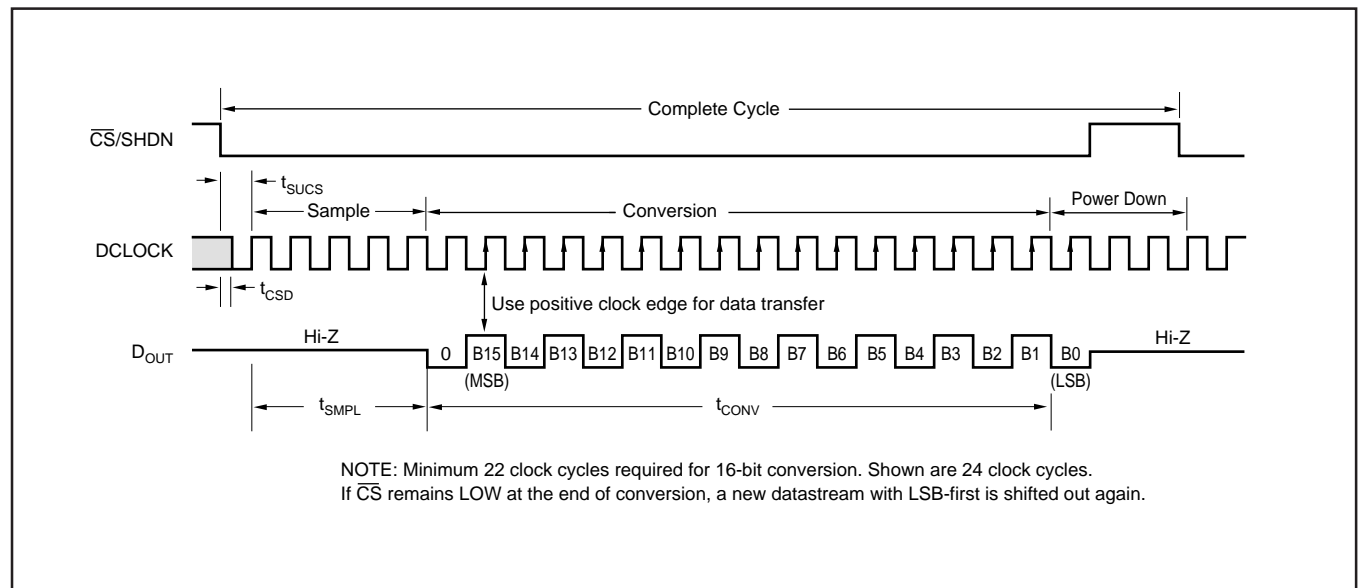 Complete Cycle
C̅S̅/SHDN
tSUCS
Sample
Conversion
Power Down
DCLOCK
tCSD
Use positive clock edge for data transfer
DOUT
Hi-Z
0 B15 B14 B13 B12 B11 B10 B9 B8 B7 B6 B5 B4 B3 B2 B1 B0
Hi-Z
(MSB)
(LSB)
tSMPL
tCONV
NOTE: Minimum 22 clock cycles required for 16-bit conversion. Shown are 24 clock cycles.
If C̅S̅ remains LOW at the end of conversion, a new datastream with LSB-first is shifted out again.